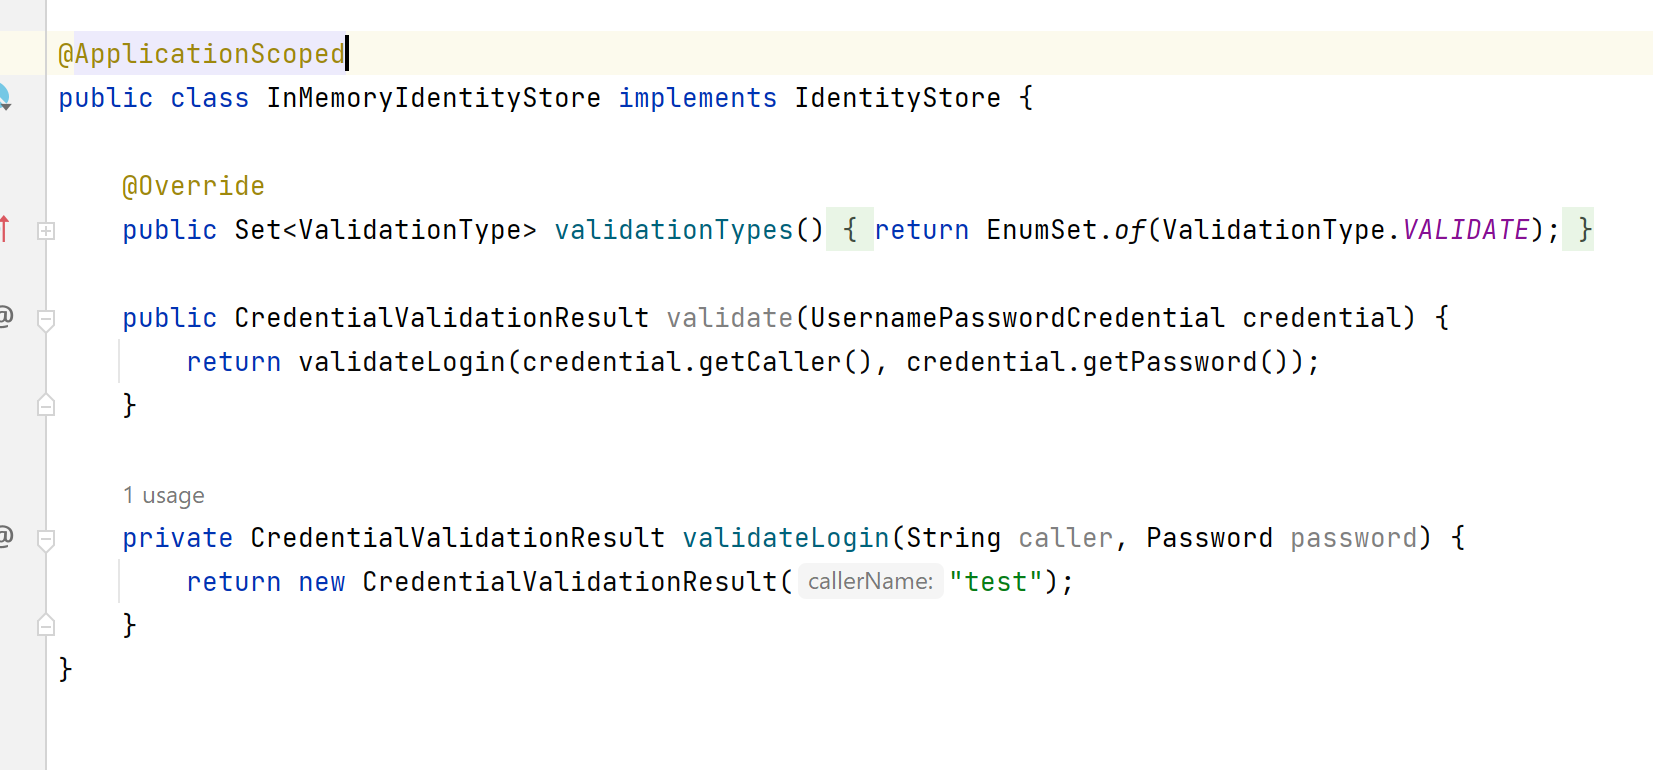 @ApplicationScoped
public class InMemoryIdentityStore implements IdentityStore {
@Override
public Set<ValidationType> validationTypes() { return EnumSet.of(ValidationType.VALIDATE); }
public CredentialValidationResult validate(UsernamePasswordCredential credential) {
return validateLogin(credential.getCaller(), credential.getPassword());
}
1 usage
private CredentialValidationResult validateLogin(String caller, Password password) {
return new CredentialValidationResult( callerName: "test");
}
}